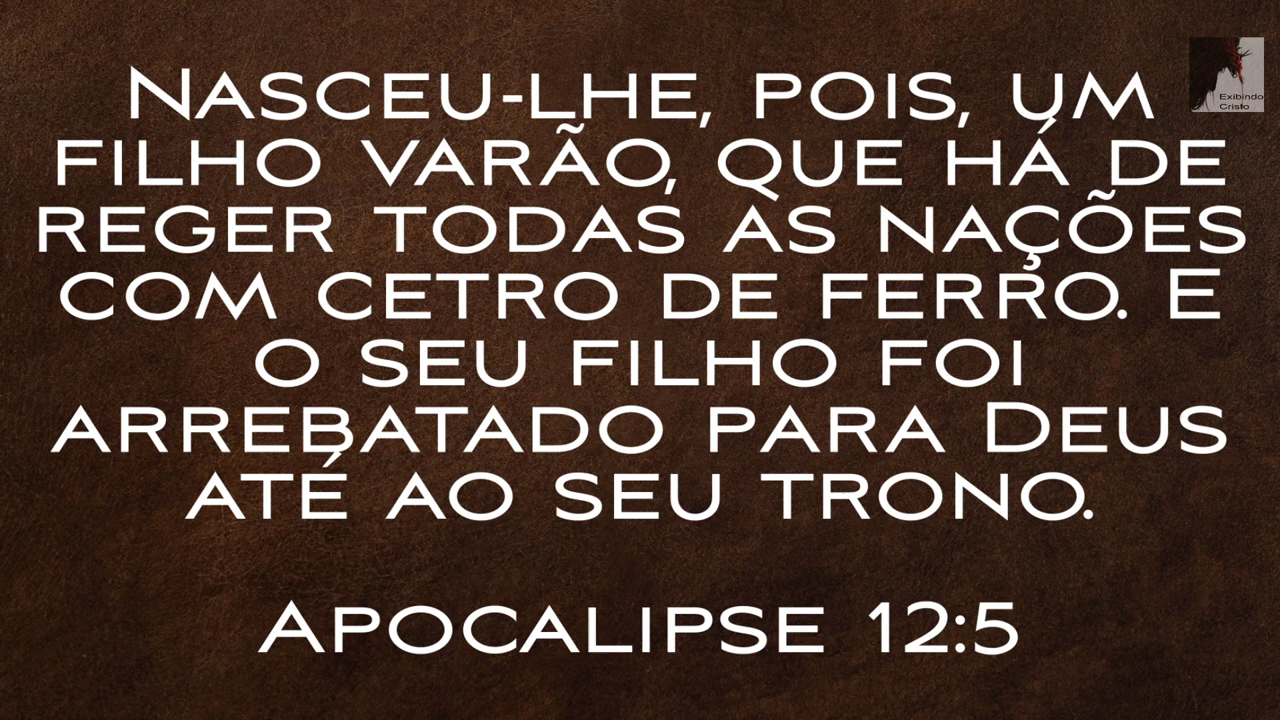 Nasceu-lhe, pois, um
filho varão, que há de
reger todas as nações
com cetro de ferro. E
o seu filho foi
arrebatado para Deus
até ao seu trono.
Apocalipse 12:5
Exibindo
Cristo